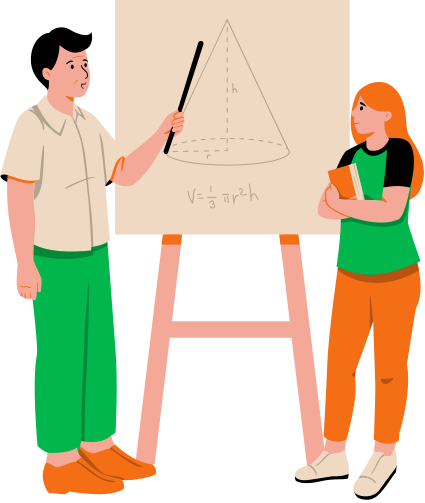 h
r
V=1/3 πr²h